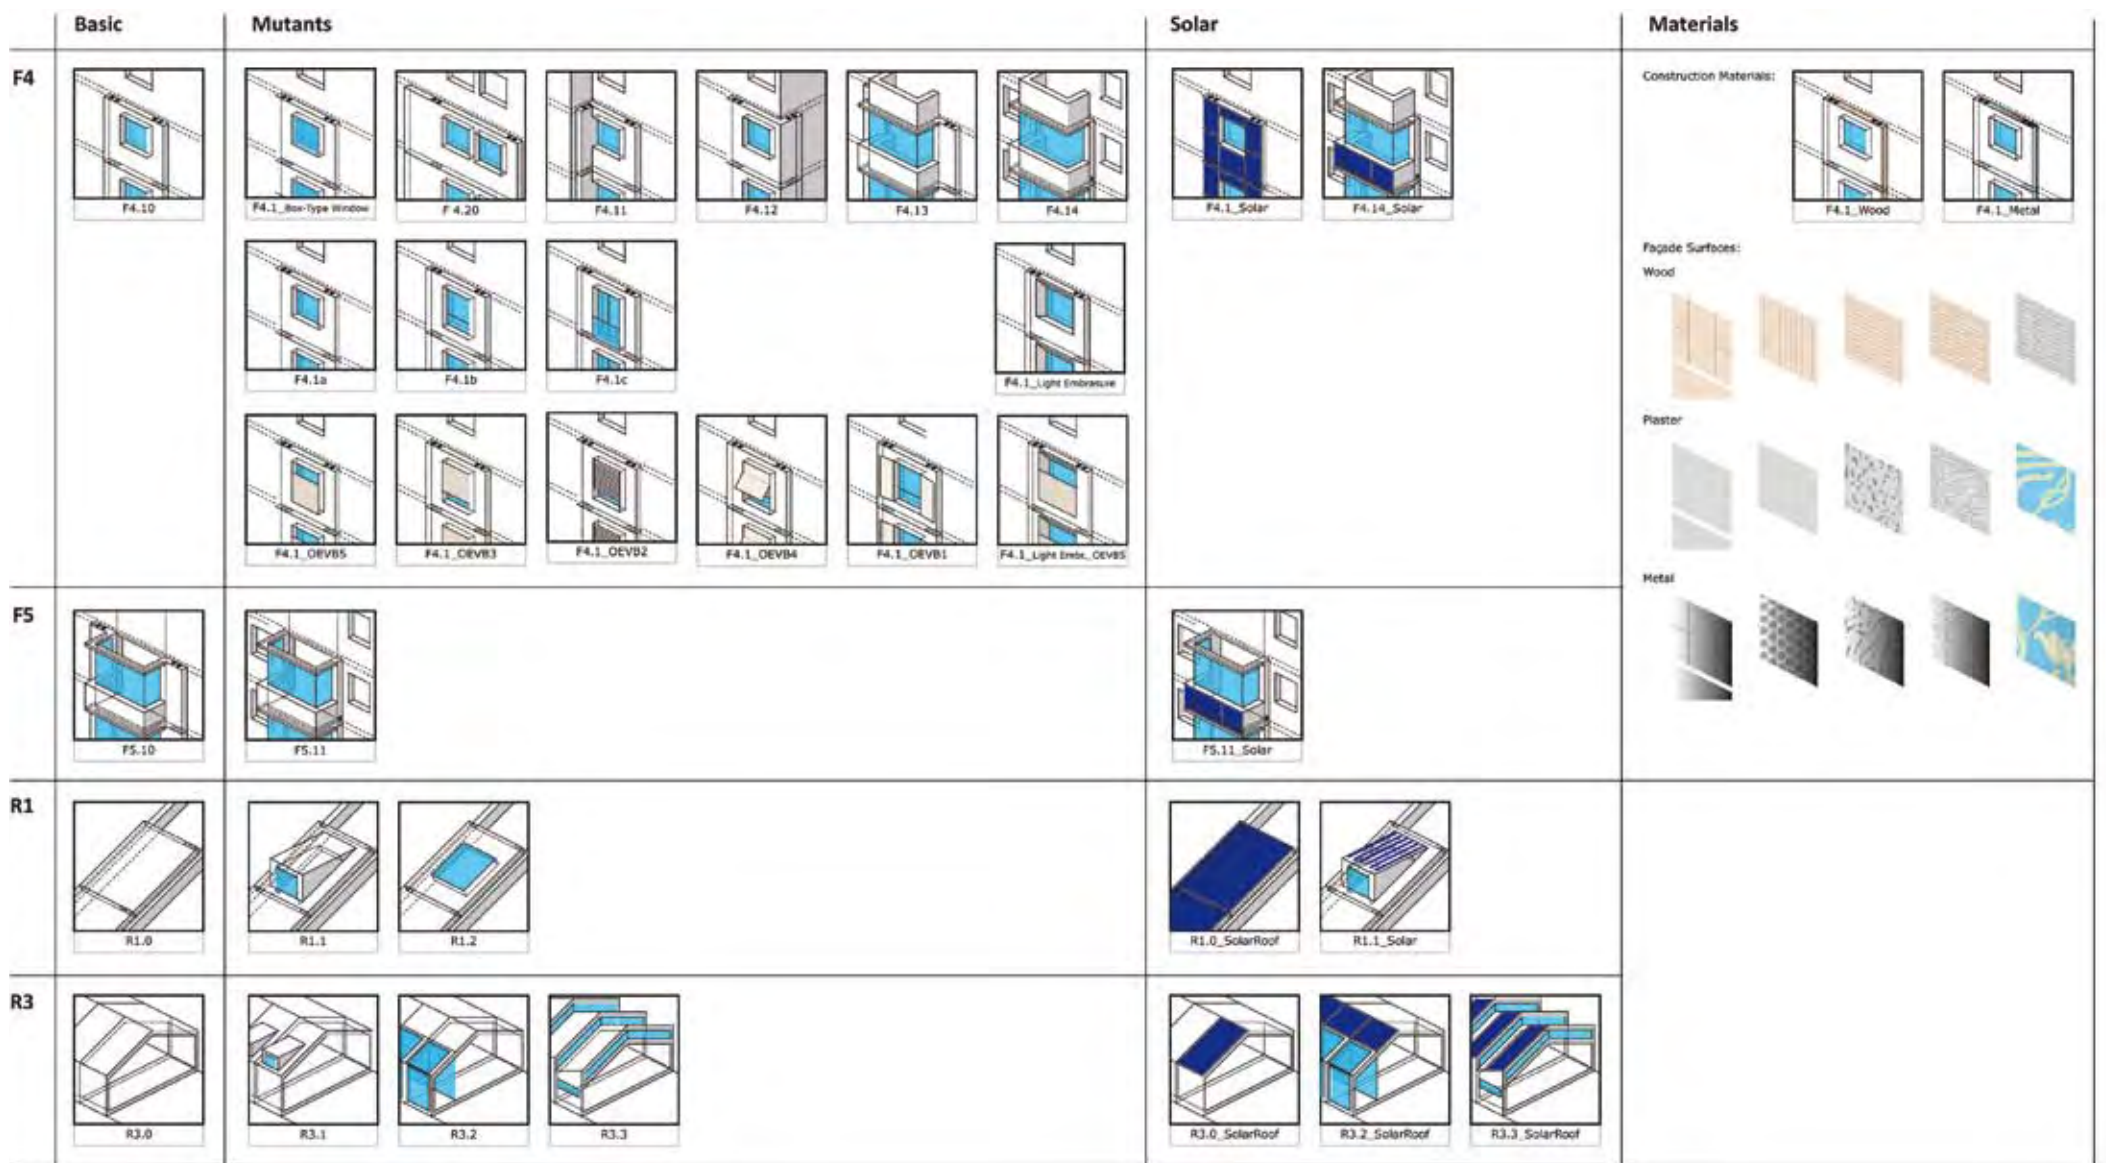 Basic Mutants Solar Materials
F4
Construction Materials:
F4.10 F4.1_Box-Type Window F 4.20 F4.11 F4.12 F4.13 F4.14 F4.1_Solar F4.14_Solar F4.1_Wood F4.1_Metal
Façade Surfaces:
Wood
F4.1a F4.1b F4.1c F4.1_Light Embrasure
Plaster
F4.1_OEVB5 F4.1_OEVB3 F4.1_OEVB2 F4.1_OEVB4 F4.1_OEVB1 F4.1_Light Embr._OEVB5
Metal
F5
F5.10 F5.11 F5.11_Solar
R1
R1.0 R1.1 R1.2 R1.0_SolarRoof R1.1_Solar
R3
R3.0 R3.1 R3.2 R3.3 R3.0_SolarRoof R3.2_SolarRoof R3.3_SolarRoof